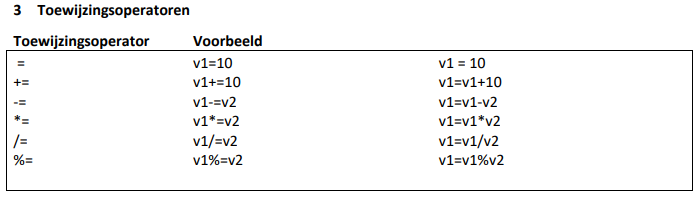 3 Toewijzingsoperatoren
Toewijzingsoperator Voorbeeld
= v1=10 v1 = 10
+= v1+=10 v1=v1+10
-= v1-=v2 v1=v1-v2
*= v1*=v2 v1=v1*v2
/= v1/=v2 v1=v1/v2
%= v1%=v2 v1=v1%v2